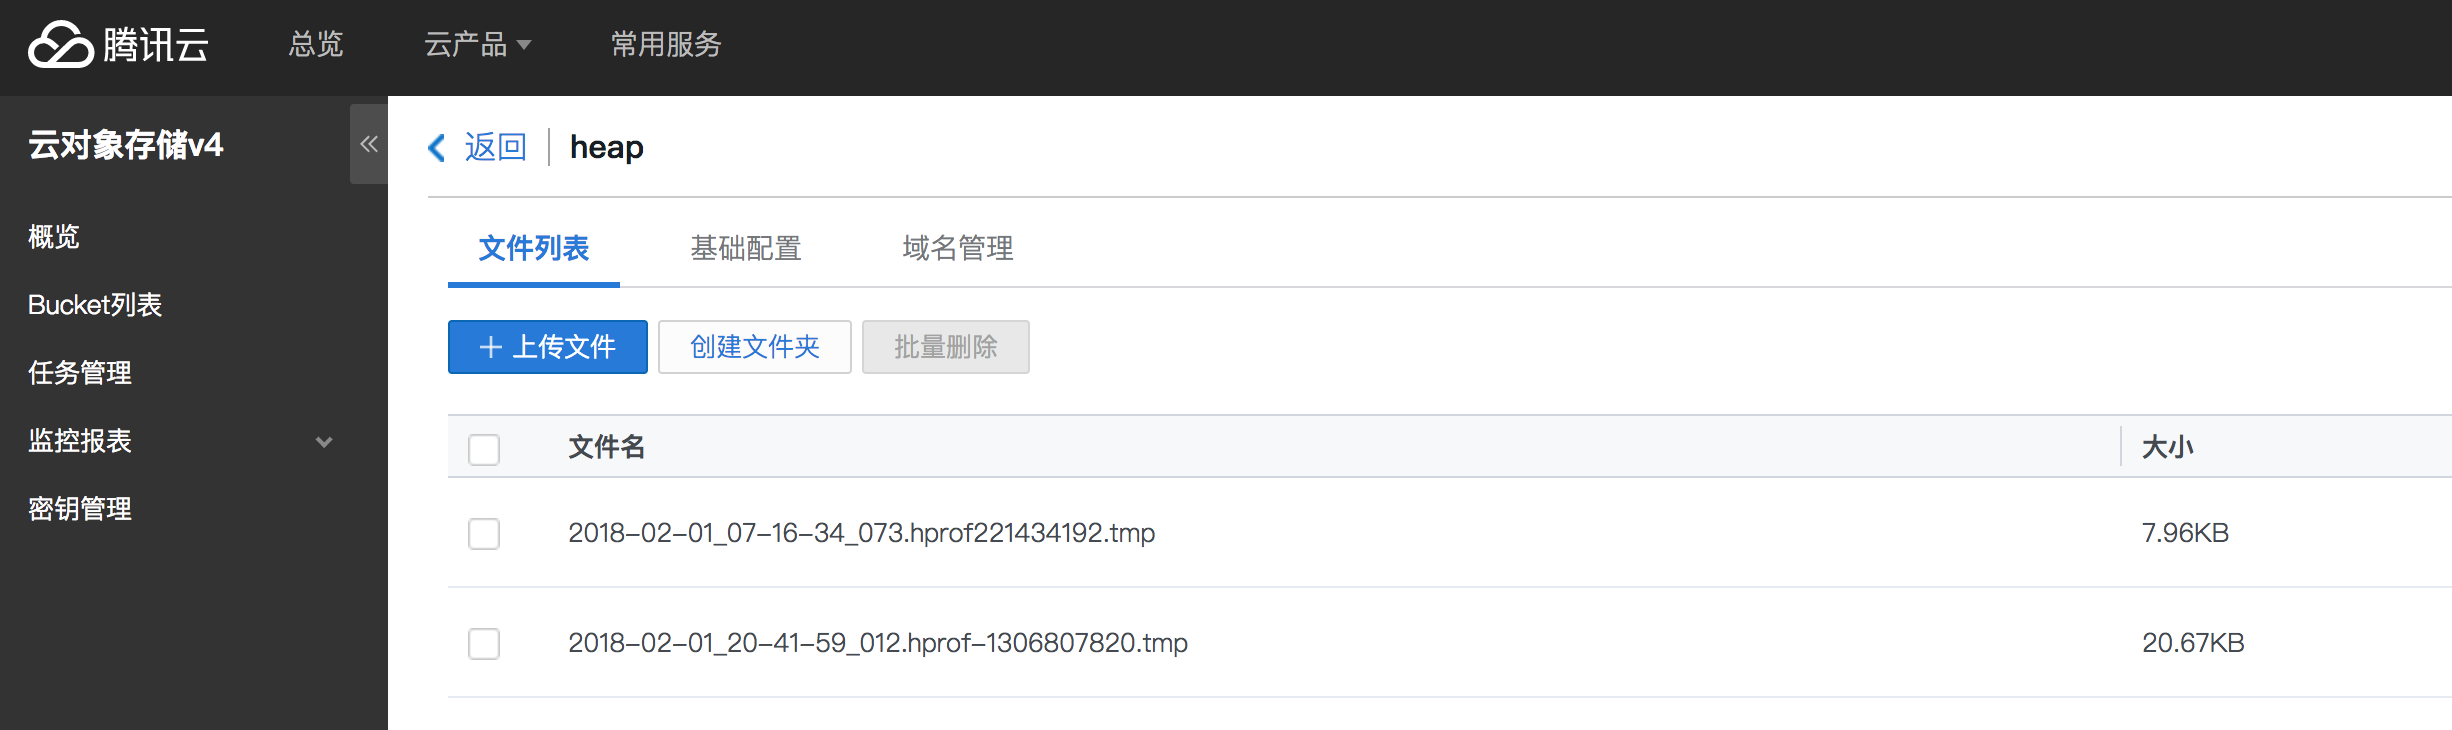 腾讯云 总览 云产品 常用服务
云对象存储v4
概览
Bucket列表
任务管理
监控报表
密钥管理
返回 heap
文件列表 基础配置 域名管理
上传文件 创建文件夹 批量删除
文件名 大小
2018-02-01_07-16-34_073.hprof221434192.tmp 7.96KB
2018-02-01_20-41-59_012.hprof-1306807820.tmp 20.67KB